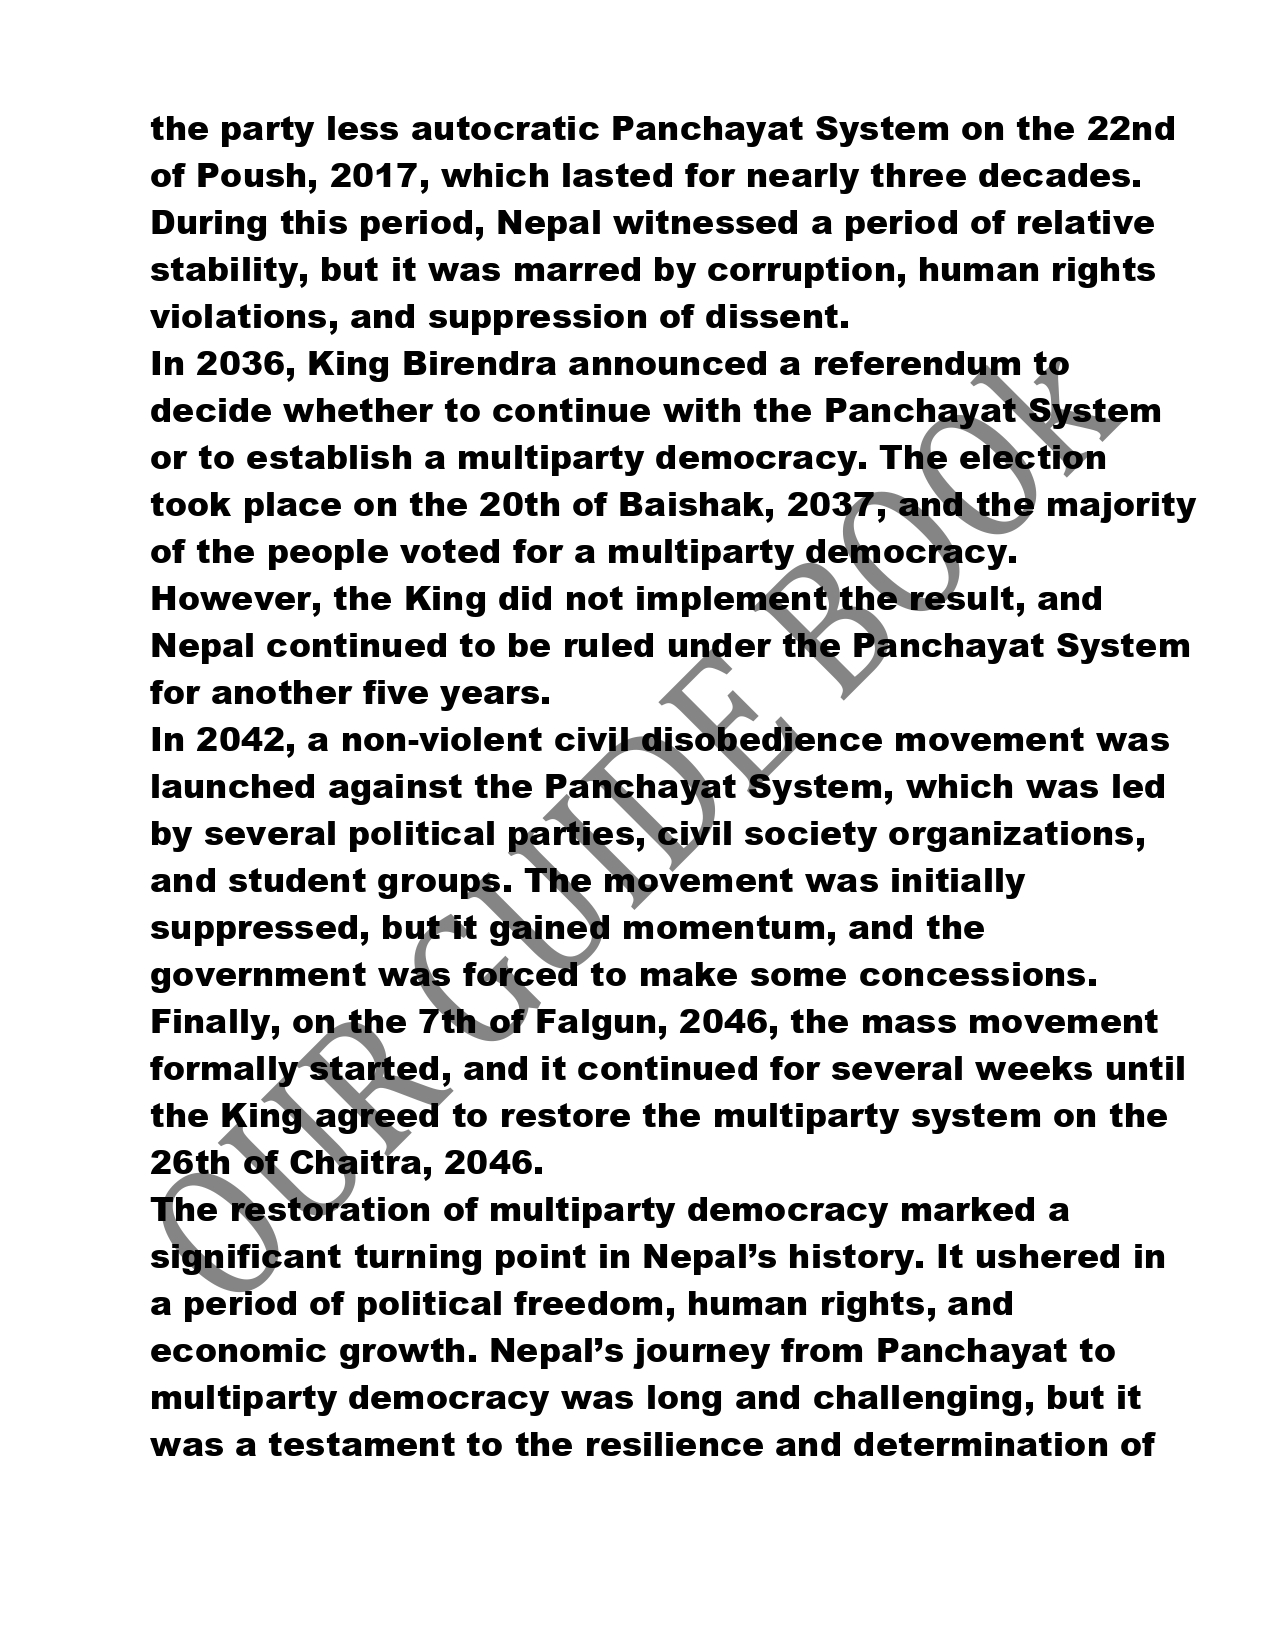 the party less autocratic Panchayat System on the 22nd
of Poush, 2017, which lasted for nearly three decades.
During this period, Nepal witnessed a period of relative
stability, but it was marred by corruption, human rights
violations, and suppression of dissent.
In 2036, King Birendra announced a referendum to
decide whether to continue with the Panchayat System
or to establish a multiparty democracy. The election
took place on the 20th of Baishak, 2037, and the majority
of the people voted for a multiparty democracy.
However, the King did not implement the result, and
Nepal continued to be ruled under the Panchayat System
for another five years.
In 2042, a non-violent civil disobedience movement was
launched against the Panchayat System, which was led
by several political parties, civil society organizations,
and student groups. The movement was initially
suppressed, but it gained momentum, and the
government was forced to make some concessions.
Finally, on the 7th of Falgun, 2046, the mass movement
formally started, and it continued for several weeks until
the King agreed to restore the multiparty system on the
26th of Chaitra, 2046.
The restoration of multiparty democracy marked a
significant turning point in Nepal’s history. It ushered in
a period of political freedom, human rights, and
economic growth. Nepal’s journey from Panchayat to
multiparty democracy was long and challenging, but it
was a testament to the resilience and determination of
OUR GUIDE BOOK